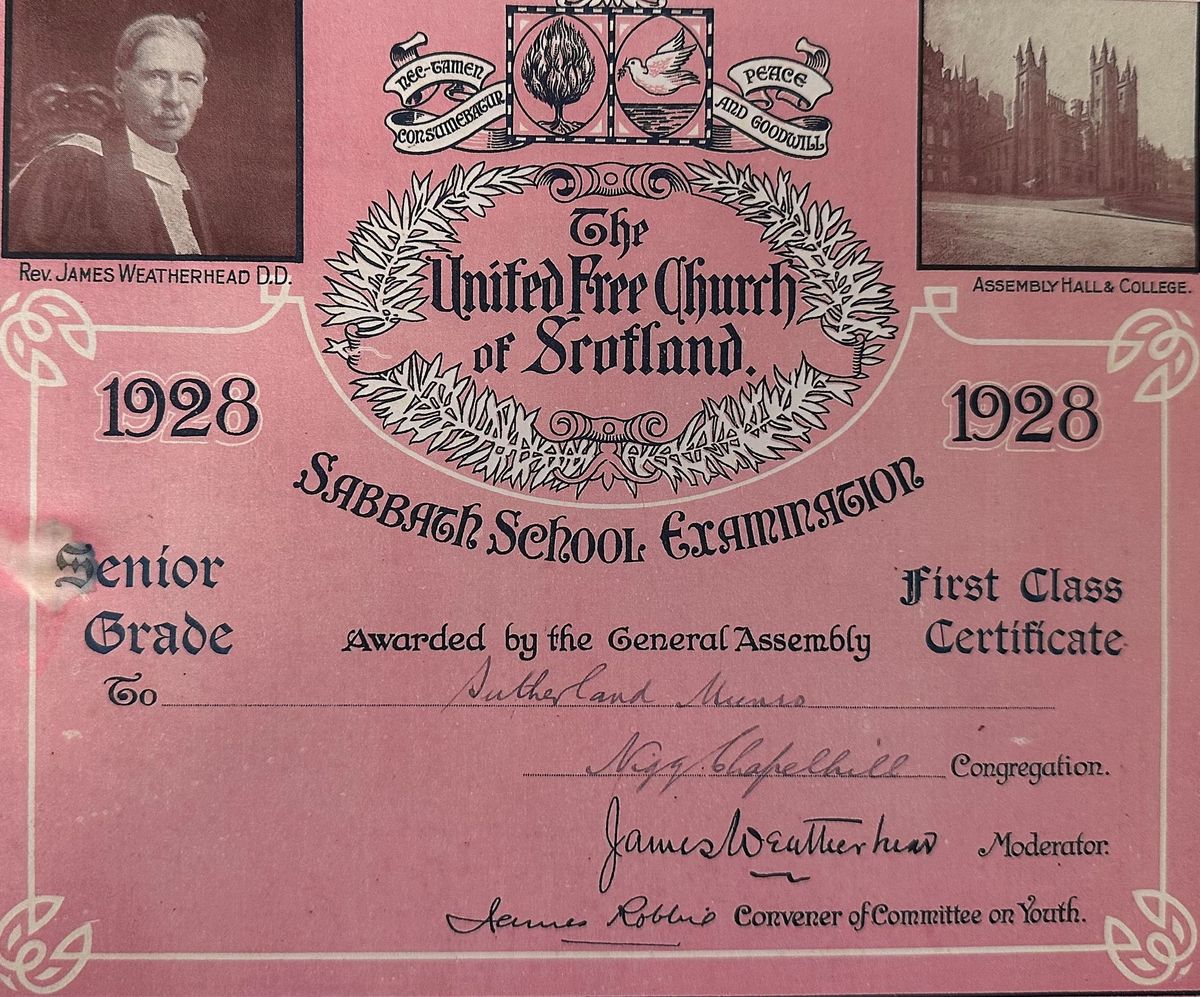 NEC-TAMEN
CONSUMEBATUR
PEACE
AND GOODWILL
REV. JAMES WEATHERHEAD D.D.
ASSEMBLY HALL & COLLEGE.
The
United Free Church
of Scotland.
1928
1928
SABBATH SCHOOL EXAMINATION
Senior
Grade
First Class
Certificate
Awarded by the General Assembly
To Sutherland Munro
Nigg Chapelhill Congregation.
James Weatherhead Moderator.
James Robbie Convener of Committee on Youth.